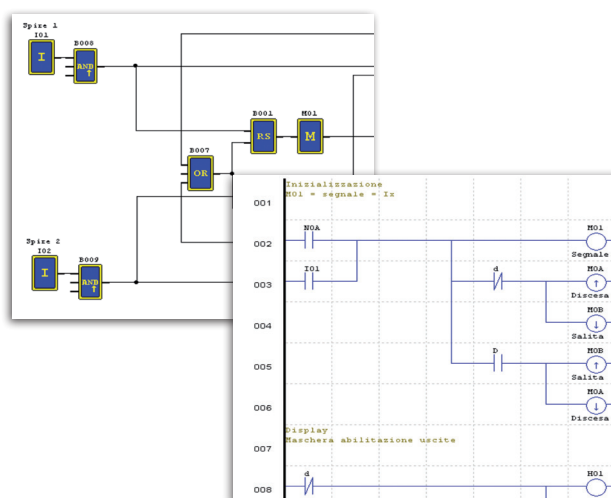 Spire 1
I01
I
B008
AND
↑
B001
RS
M01
M
B007
OR
Spire 2
I02
I
B009
AND
↑
Inizializzazione
001
M01 = segnale = Iz
002
N0A
M01
Segnale
003
I01
d
M0A
↑
Discesa
004
M0B
↓
Salita
005
D
M0B
↑
Salita
006
M0A
↓
Discesa
Display
Maschera abilitazione uscite
007
008
d
H01